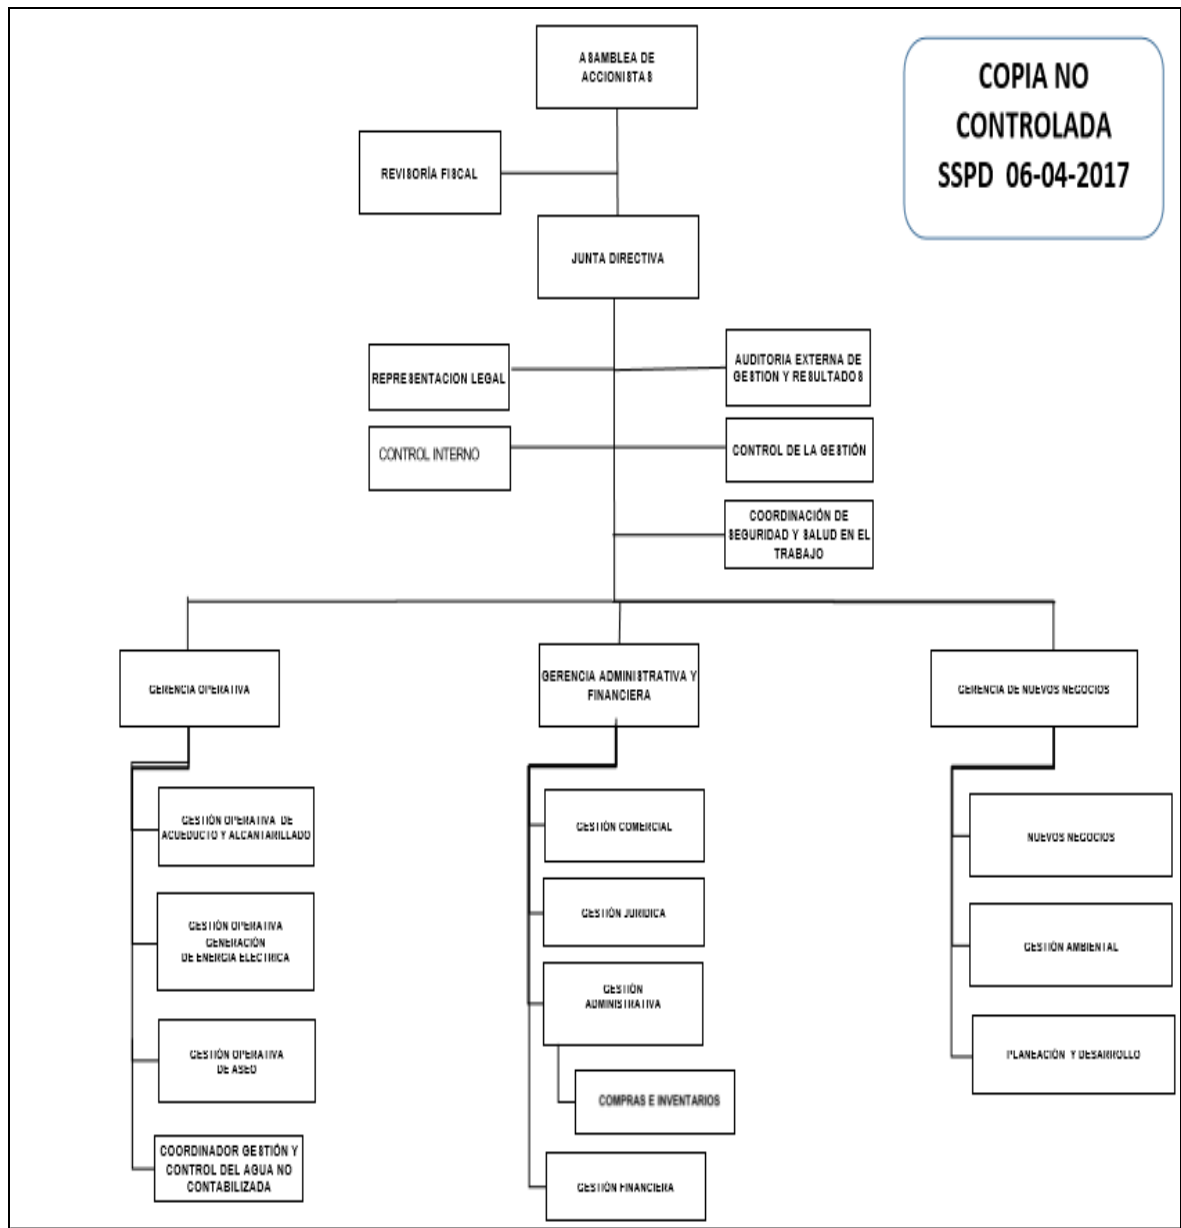 ASAMBLEA DE
ACCIONISTAS
COPIA NO
CONTROLADA
SSPD 06-04-2017
REVISORÍA FISCAL
JUNTA DIRECTIVA
REPRESENTACION LEGAL
AUDITORIA EXTERNA DE
GESTION Y RESULTADOS
CONTROL INTERNO
CONTROL DE LA GESTIÓN
COORDINACIÓN DE
SEGURIDAD Y SALUD EN EL
TRABAJO
GERENCIA OPERATIVA
GERENCIA ADMINISTRATIVA Y
FINANCIERA
GERENCIA DE NUEVOS NEGOCIOS
GESTIÓN OPERATIVA DE
ACUEDUCTO Y ALCANTARILLADO
GESTIÓN OPERATIVA
GENERACIÓN
DE ENERGIA ELECTRICA
GESTIÓN OPERATIVA
DE ASEO
COORDINADOR GESTIÓN Y
CONTROL DEL AGUA NO
CONTABILIZADA
GESTIÓN COMERCIAL
GESTIÓN JURIDICA
GESTIÓN
ADMINISTRATIVA
COMPRAS E INVENTARIOS
GESTIÓN FINANCIERA
NUEVOS NEGOCIOS
GESTIÓN AMBIENTAL
PLANEACIÓN Y DESARROLLO